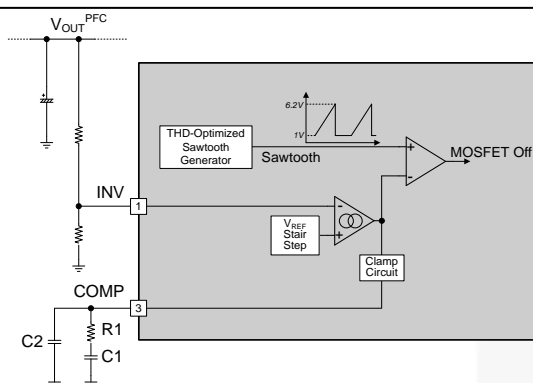 V_OUT^PFC
6.2V
1V
THD-Optimized
Sawtooth
Generator
Sawtooth
+
-
MOSFET Off
INV
1
-
+
V_REF
Stair
Step
Clamp
Circuit
COMP
3
R1
C2
C1